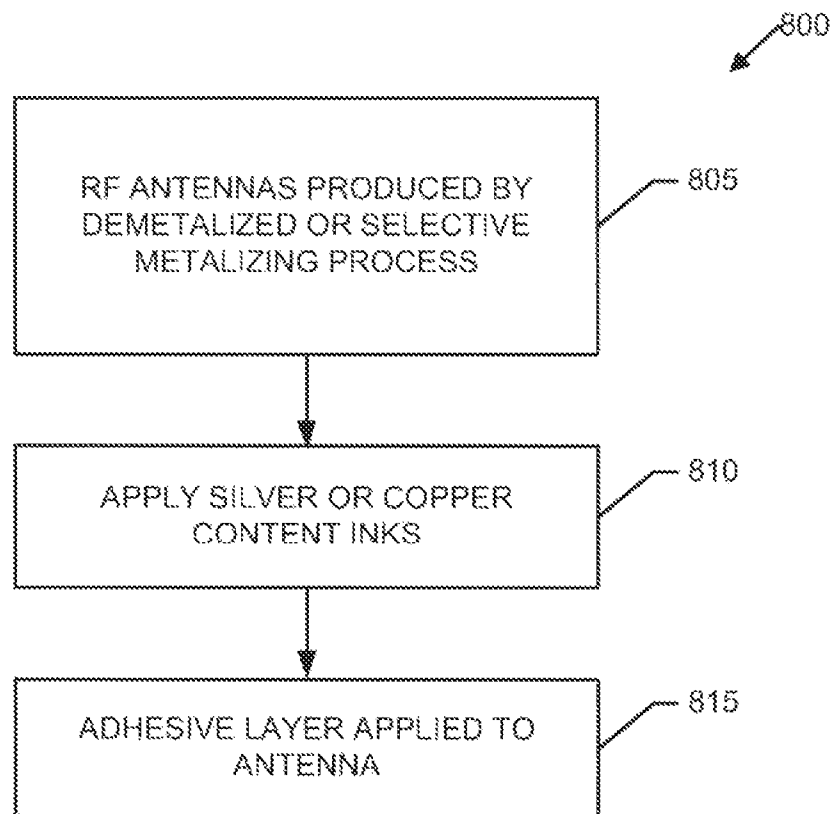 800
RF ANTENNAS PRODUCED BY
DEMETALIZED OR SELECTIVE
METALIZING PROCESS
805
APPLY SILVER OR COPPER
CONTENT INKS
810
ADHESIVE LAYER APPLIED TO
ANTENNA
815